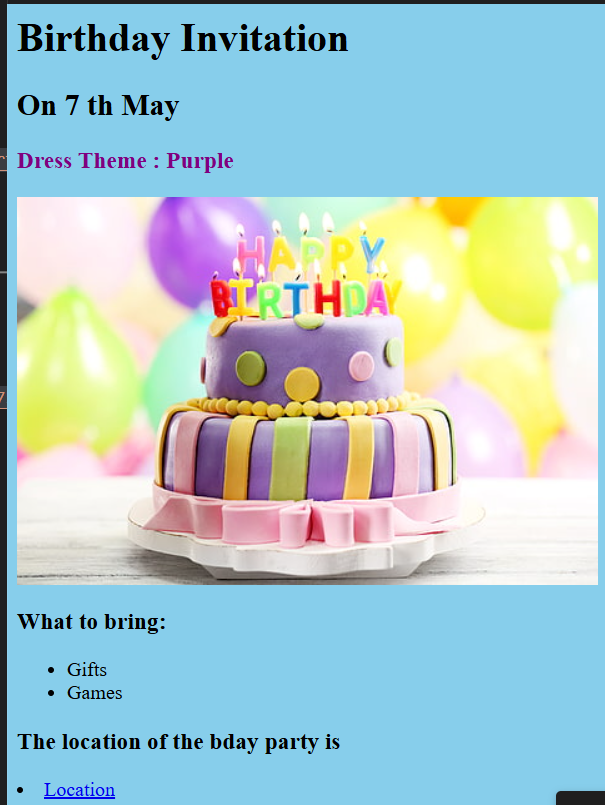 Birthday Invitation
On 7 th May
Dress Theme : Purple
HAPPY
BIRTHDAY
What to bring:
Gifts
Games
The location of the bday party is
Location